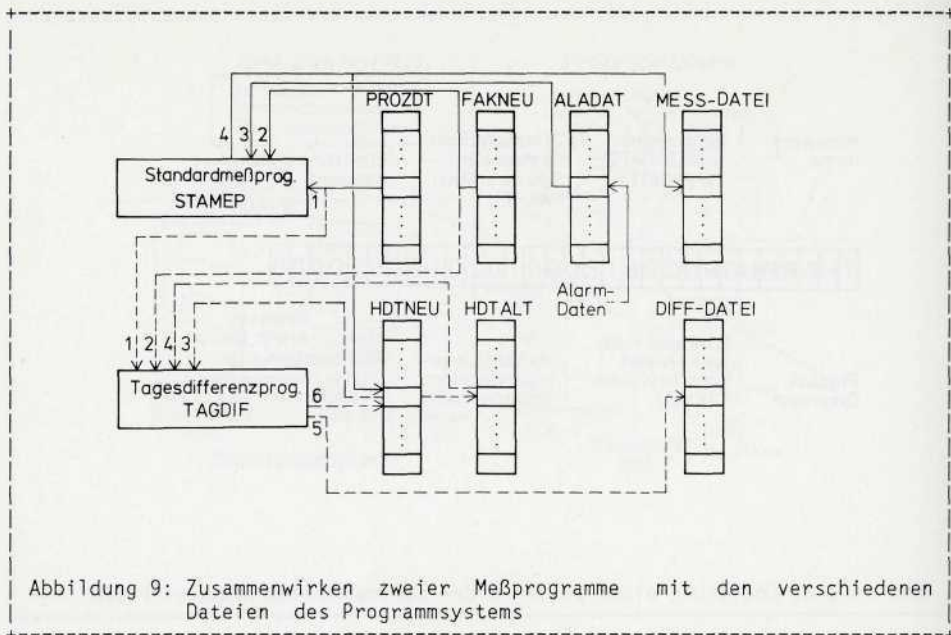 PROZDT FAKNEU ALADAT MESS-DATEI
4 3 2
Standardmeßprog.
STAMEP
1
Alarm-
Daten
HDTNEU HDTALT DIFF-DATEI
1 2 4 3
Tagesdifferenzprog.
TAGDIF
6
5
Abbildung 9: Zusammenwirken zweier Meßprogramme mit den verschiedenen
Dateien des Programmsystems